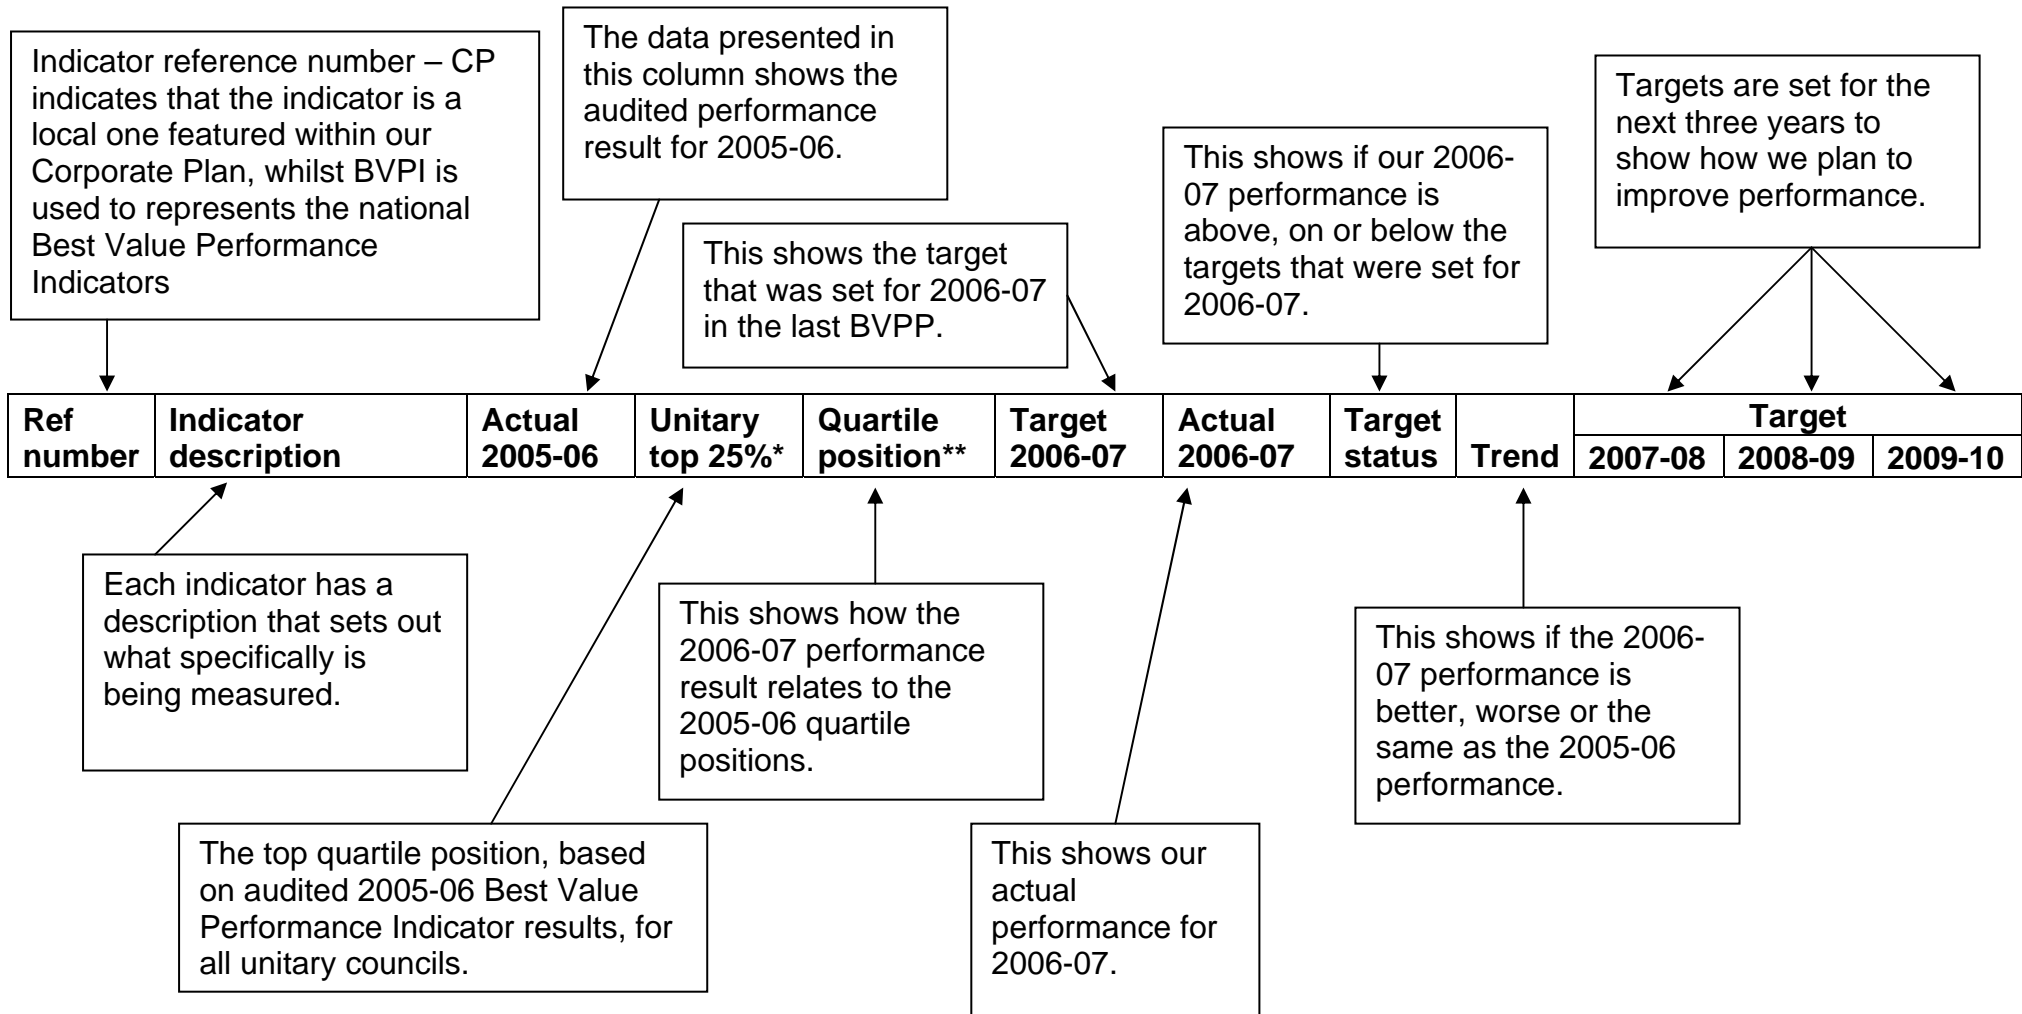 Indicator reference number – CP
indicates that the indicator is a
local one featured within our
Corporate Plan, whilst BVPI is
used to represents the national
Best Value Performance
Indicators
The data presented in
this column shows the
audited performance
result for 2005-06.
This shows the target
that was set for 2006-07
in the last BVPP.
This shows if our 2006-
07 performance is
above, on or below the
targets that were set for
2006-07.
Targets are set for the
next three years to
show how we plan to
improve performance.
Ref
number
Indicator
description
Actual
2005-06
Unitary
top 25%*
Quartile
position**
Target
2006-07
Actual
2006-07
Target
status
Trend
Target
2007-08
2008-09
2009-10
Each indicator has a
description that sets out
what specifically is
being measured.
The top quartile position, based
on audited 2005-06 Best Value
Performance Indicator results, for
all unitary councils.
This shows how the
2006-07 performance
result relates to the
2005-06 quartile
positions.
This shows our
actual
performance for
2006-07.
This shows if the 2006-
07 performance is
better, worse or the
same as the 2005-06
performance.